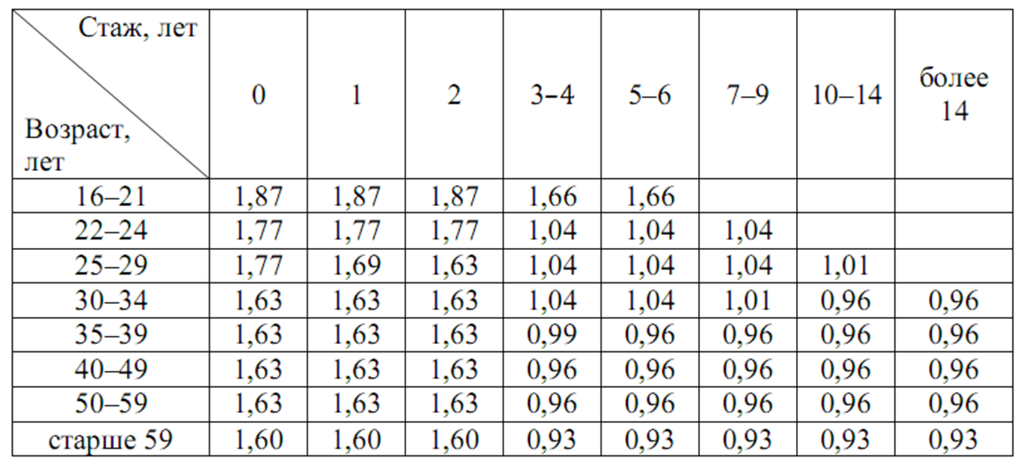 Стаж, лет
Возраст,
лет
0 1 2 3–4 5–6 7–9 10–14 более
14
16–21 1,87 1,87 1,87 1,66 1,66
22–24 1,77 1,77 1,77 1,04 1,04 1,04
25–29 1,77 1,69 1,63 1,04 1,04 1,04 1,01
30–34 1,63 1,63 1,63 1,04 1,04 1,01 0,96 0,96
35–39 1,63 1,63 1,63 0,99 0,96 0,96 0,96 0,96
40–49 1,63 1,63 1,63 0,96 0,96 0,96 0,96 0,96
50–59 1,63 1,63 1,63 0,96 0,96 0,96 0,96 0,96
старше 59 1,60 1,60 1,60 0,93 0,93 0,93 0,93 0,93